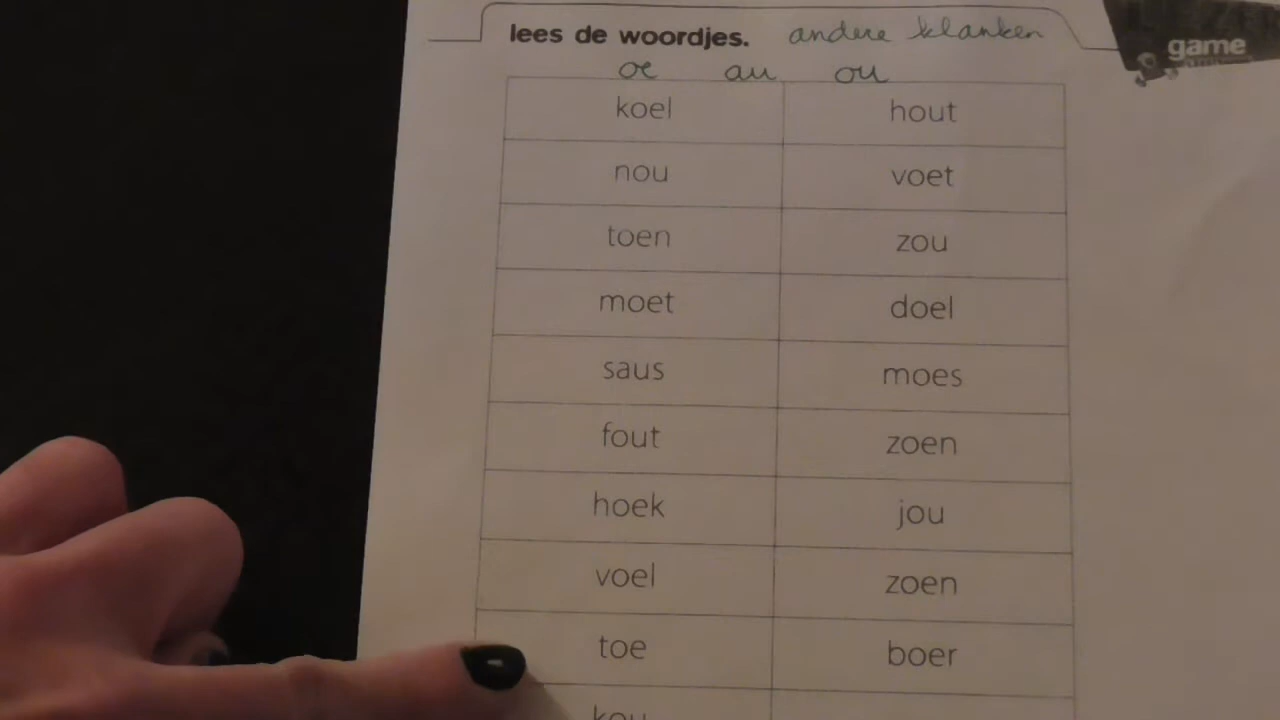 lees de woordjes. andere klanken
game
oe au ou
koel hout
nou voet
toen zou
moet doel
saus moes
fout zoen
hoek jou
voel zoen
toe boer
kou